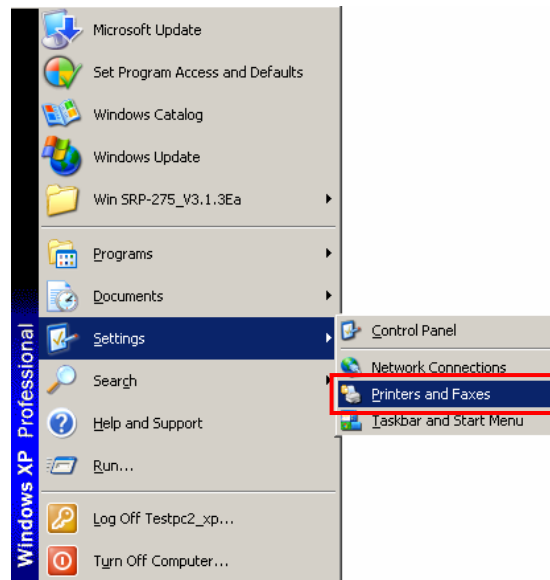 Microsoft Update
Set Program Access and Defaults
Windows Catalog
Windows Update
Win SRP-275_V3.1.3Ea
Programs
Documents
Settings
Search
Help and Support
Run...
Log Off Testpc2_xp...
Turn Off Computer...
Control Panel
Network Connections
Printers and Faxes
Taskbar and Start Menu
Windows XP Professional